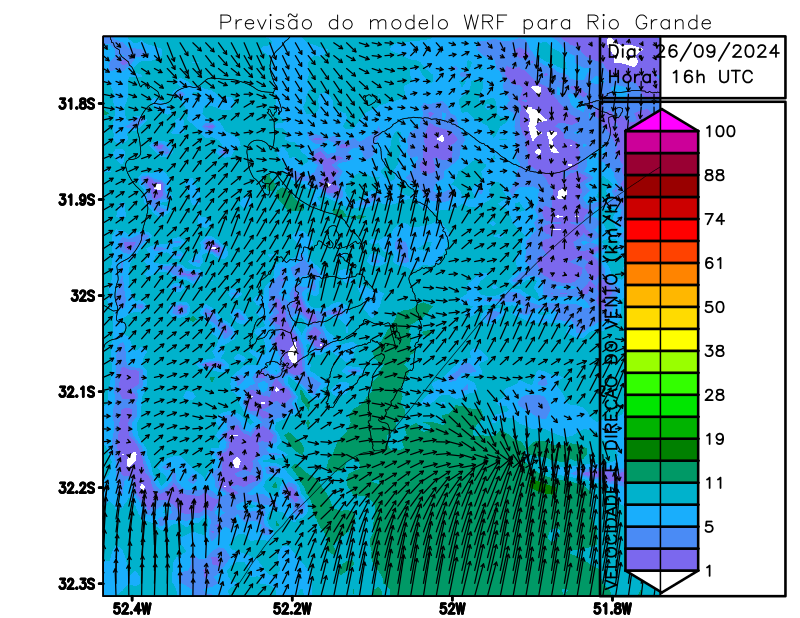 Previsão do modelo WRF para Rio Grande
Dia: 26/09/2024
Hora: 16h UTC
31.8S
31.9S
32S
32.1S
32.2S
32.3S
52.4W
52.2W
52W
51.8W
VELOCIDADE E DIREÇÃO DO VENTO (km/h)
100
88
74
61
50
38
28
19
11
5
1